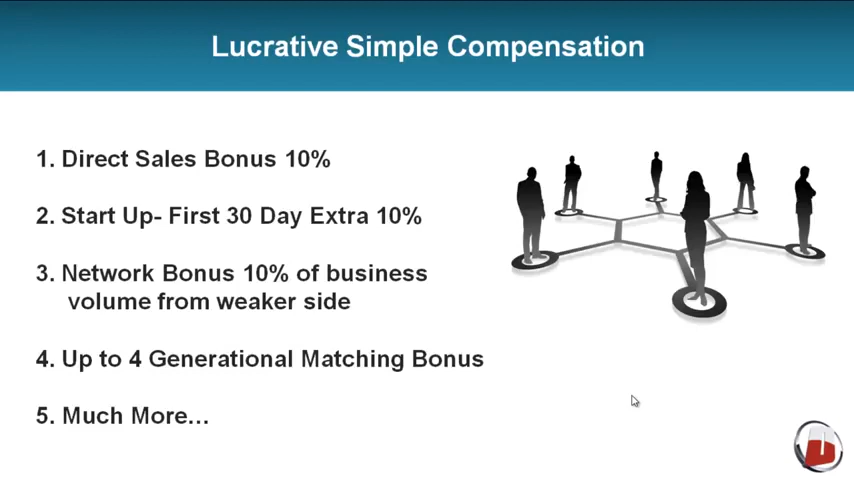 Lucrative Simple Compensation
1. Direct Sales Bonus 10%
2. Start Up- First 30 Day Extra 10%
3. Network Bonus 10% of business
volume from weaker side
4. Up to 4 Generational Matching Bonus
5. Much More...